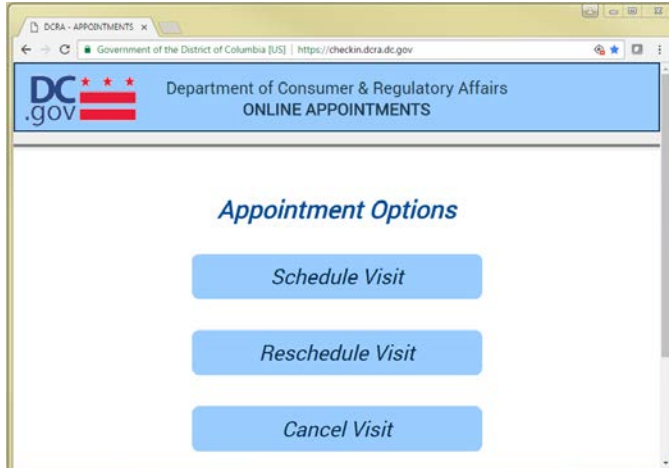 DCRA - APPOINTMENTS
Government of the District of Columbia [US] | https://checkin.dcra.dc.gov
DC
.gov
Department of Consumer & Regulatory Affairs
ONLINE APPOINTMENTS
Appointment Options
Schedule Visit
Reschedule Visit
Cancel Visit